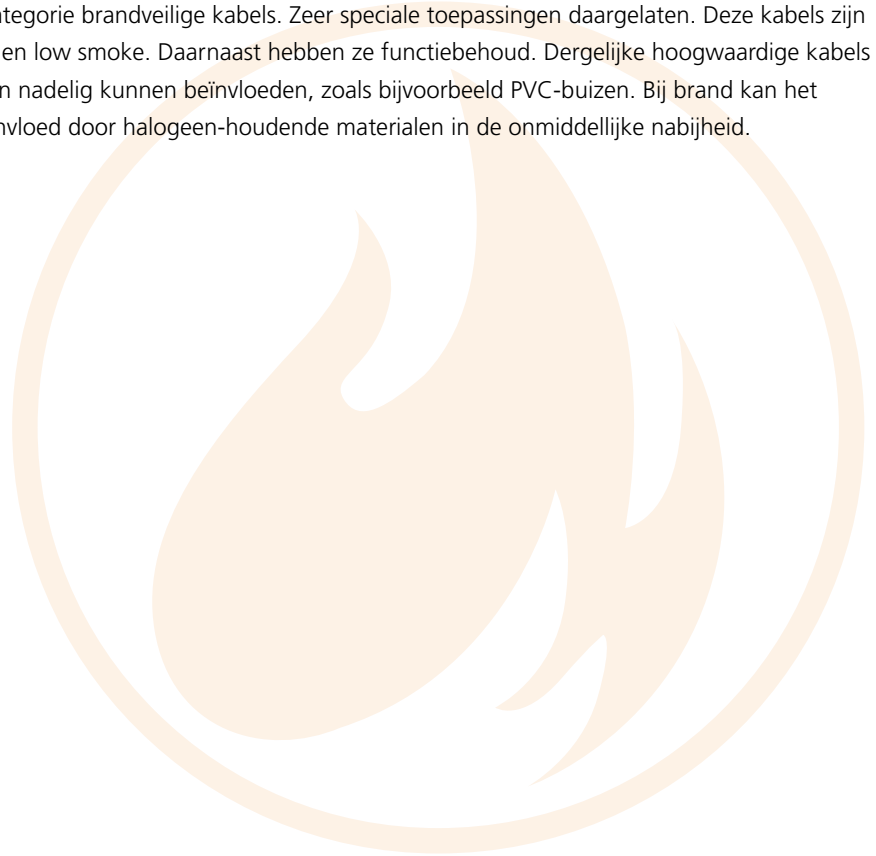 ategorie brandveilige kabels. Zeer speciale toepassingen daargelaten. Deze kabels zijn
en low smoke. Daarnaast hebben ze functiebehoud. Dergelijke hoogwaardige kabels
n nadelig kunnen beïnvloeden, zoals bijvoorbeeld PVC-buizen. Bij brand kan het
nvloed door halogeen-houdende materialen in de onmiddellijke nabijheid.